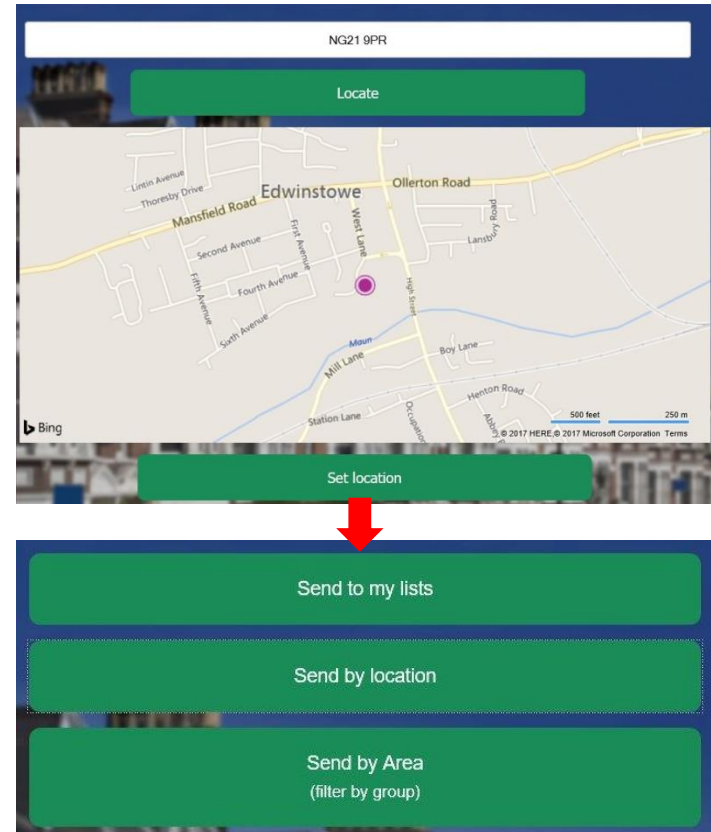 NG21 9PR
Locate
Lintin Avenue
Thoresby Drive
Edwinstowe
Ollerton Road
Mansfield Road
First Avenue
West Lane
Lansbury Road
Second Avenue
Fifth Avenue
Fourth Avenue
High Street
Sixth Avenue
Maun
Mill Lane
Boy Lane
Henton Road
Station Lane
Occupation
Abbey
500 feet
250 m
Bing
© 2017 HERE,© 2017 Microsoft Corporation Terms
Set location
Send to my lists
Send by location
Send by Area
(filter by group)